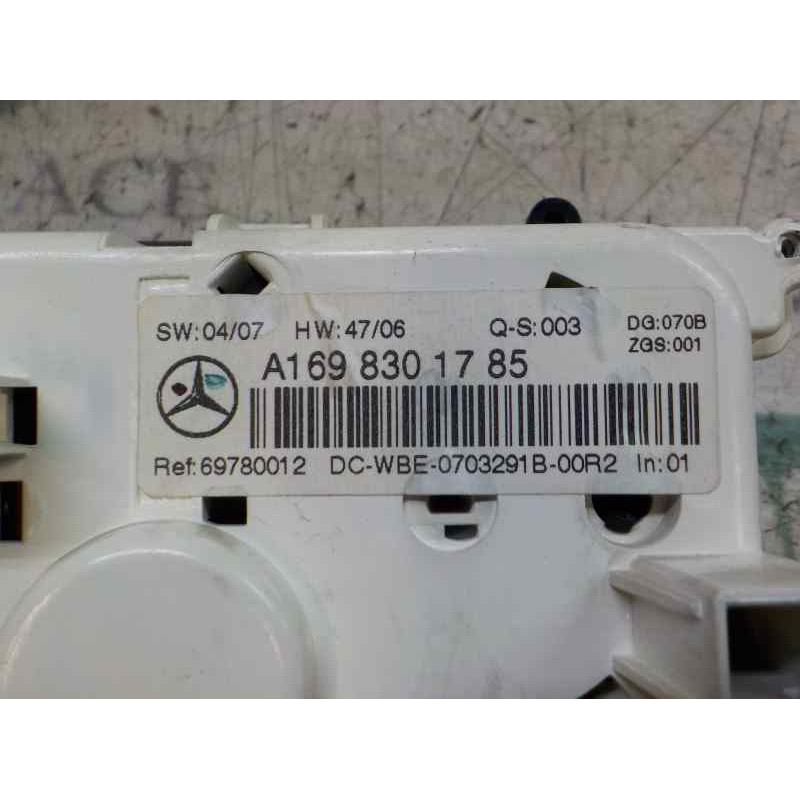 ACE
SW:04/07 HW:47/06 Q-S:003 DG:070B
ZGS:001
A169 830 17 85
Ref:69780012 DC-WBE-0703291B-00R2 In:01